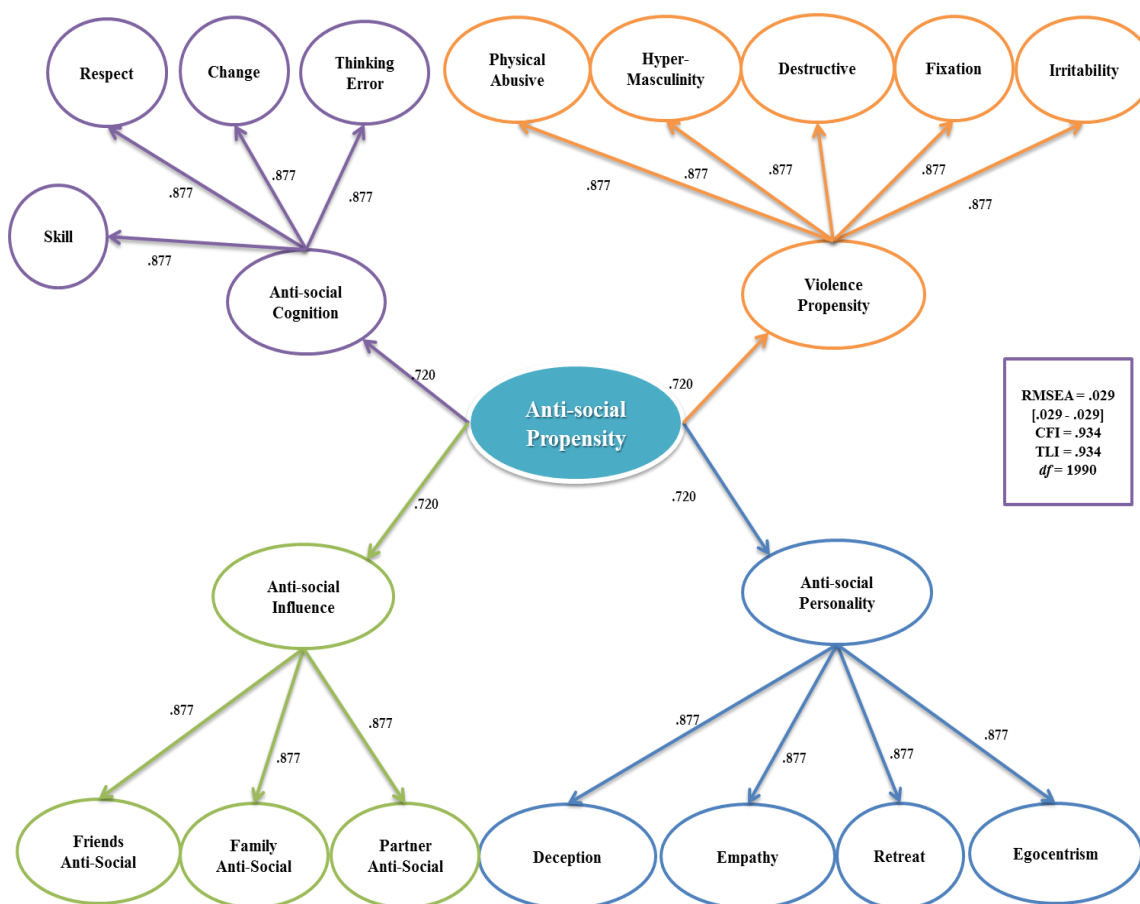 Respect
Change
Thinking
Error
Physical
Abusive
Hyper-
Masculinity
Destructive
Fixation
Irritability
.877
.877
.877
.877
.877
.877
.877
.877
Skill
.877
Anti-social
Cognition
Violence
Propensity
.720
.720
Anti-social
Propensity
RMSEA = .029
[.029 - .029]
CFI = .934
TLI = .934
df = 1990
.720
.720
Anti-social
Influence
Anti-social
Personality
.877
.877
.877
.877
.877
.877
.877
Friends
Anti-Social
Family
Anti-Social
Partner
Anti-Social
Deception
Empathy
Retreat
Egocentrism